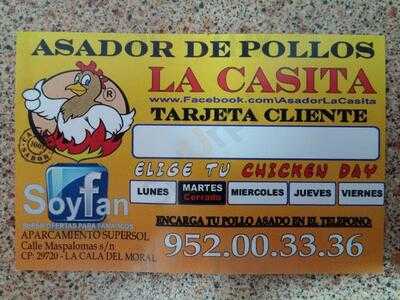 ASADOR DE POLLOS
LA CASITA
www.Facebook.com\AsadorLaCasita
TARJETA CLIENTE
ELIGE TU CHICKEN DAY
LUNES MARTES Cerrado MIERCOLES JUEVES VIERNES
Soyfan
ENCARGA TU POLLO ASADO EN EL TELEFONO:
APARCAMIENTO SUPERSOL
Calle Maspalomas s/n
CP: 29720 - LA CALA DEL MORAL
952.00.33.36